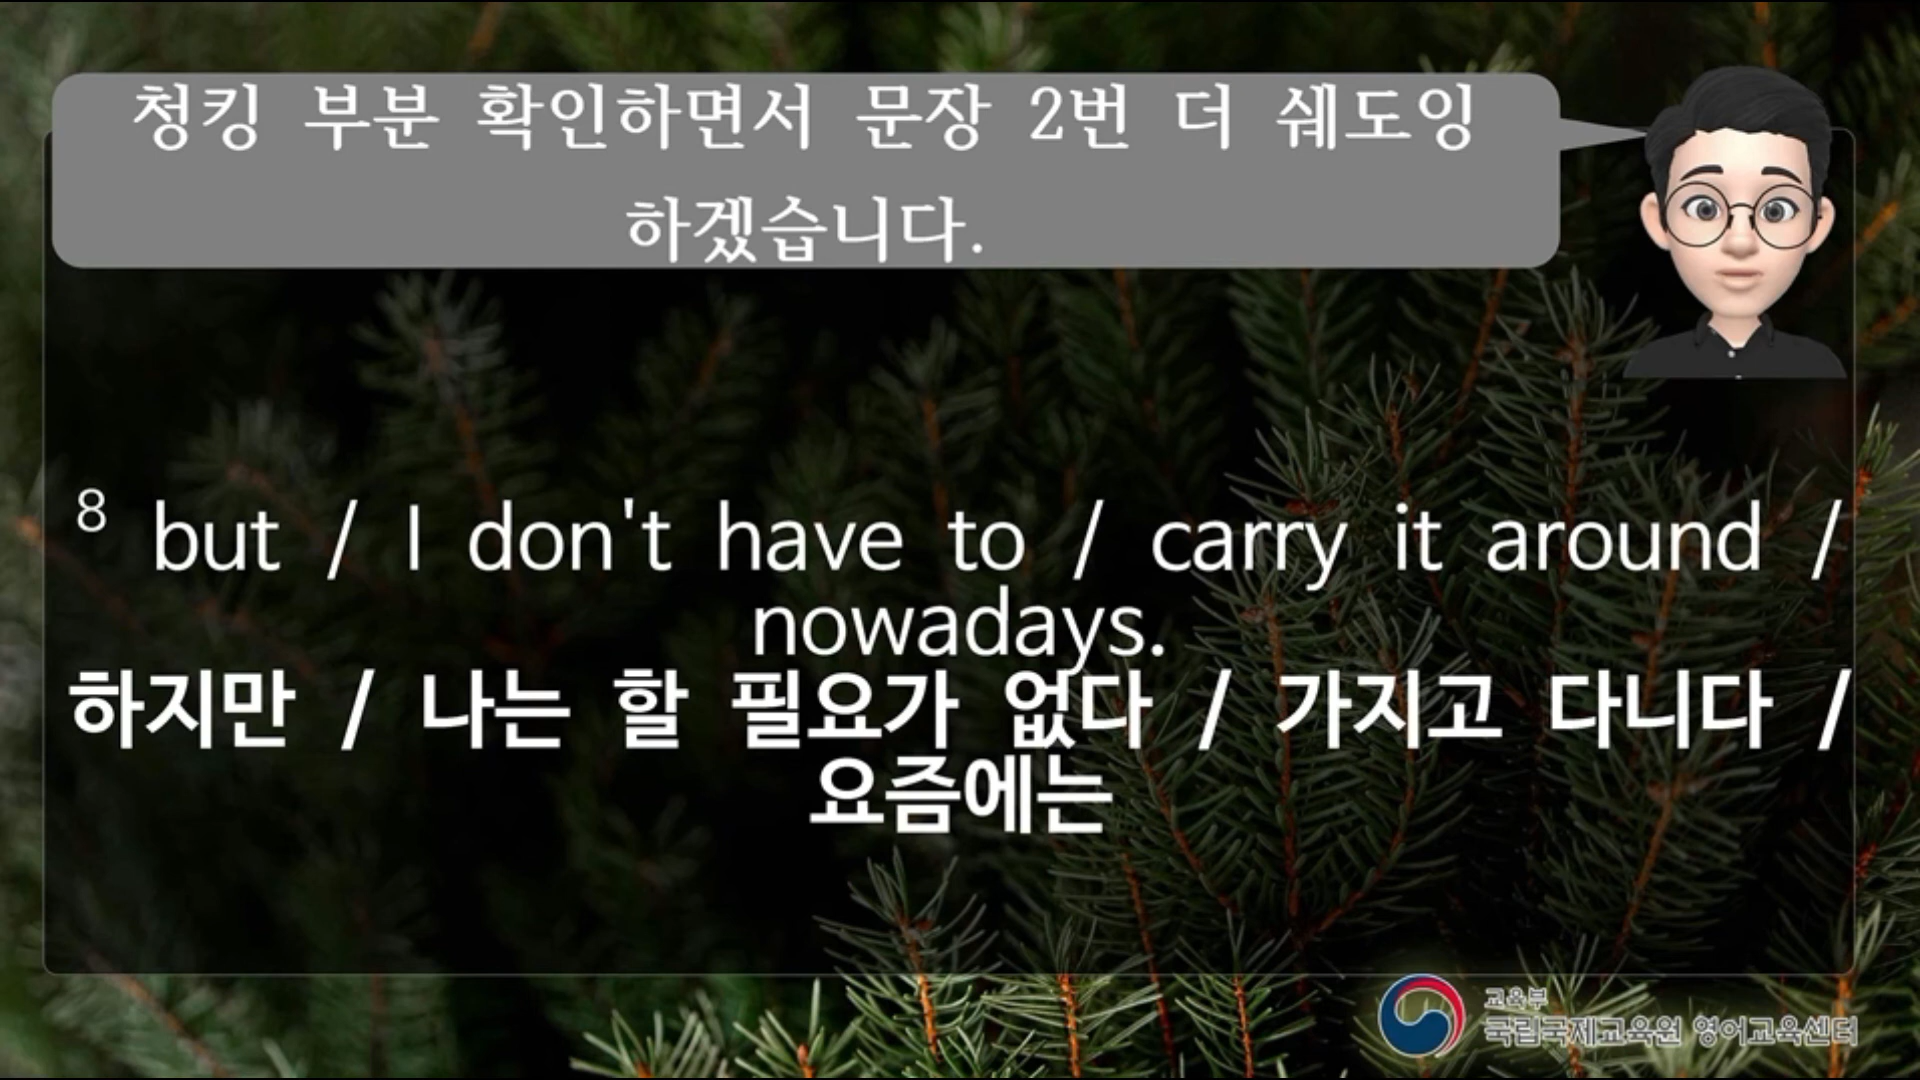 청킹 부분 확인하면서 문장 2번 더 쉐도잉
하겠습니다.
8 but / I don't have to / carry it around /
nowadays.
하지만 / 나는 할 필요가 없다 / 가지고 다니다 /
요즘에는
교육부
국립국제교육원 영어교육센터